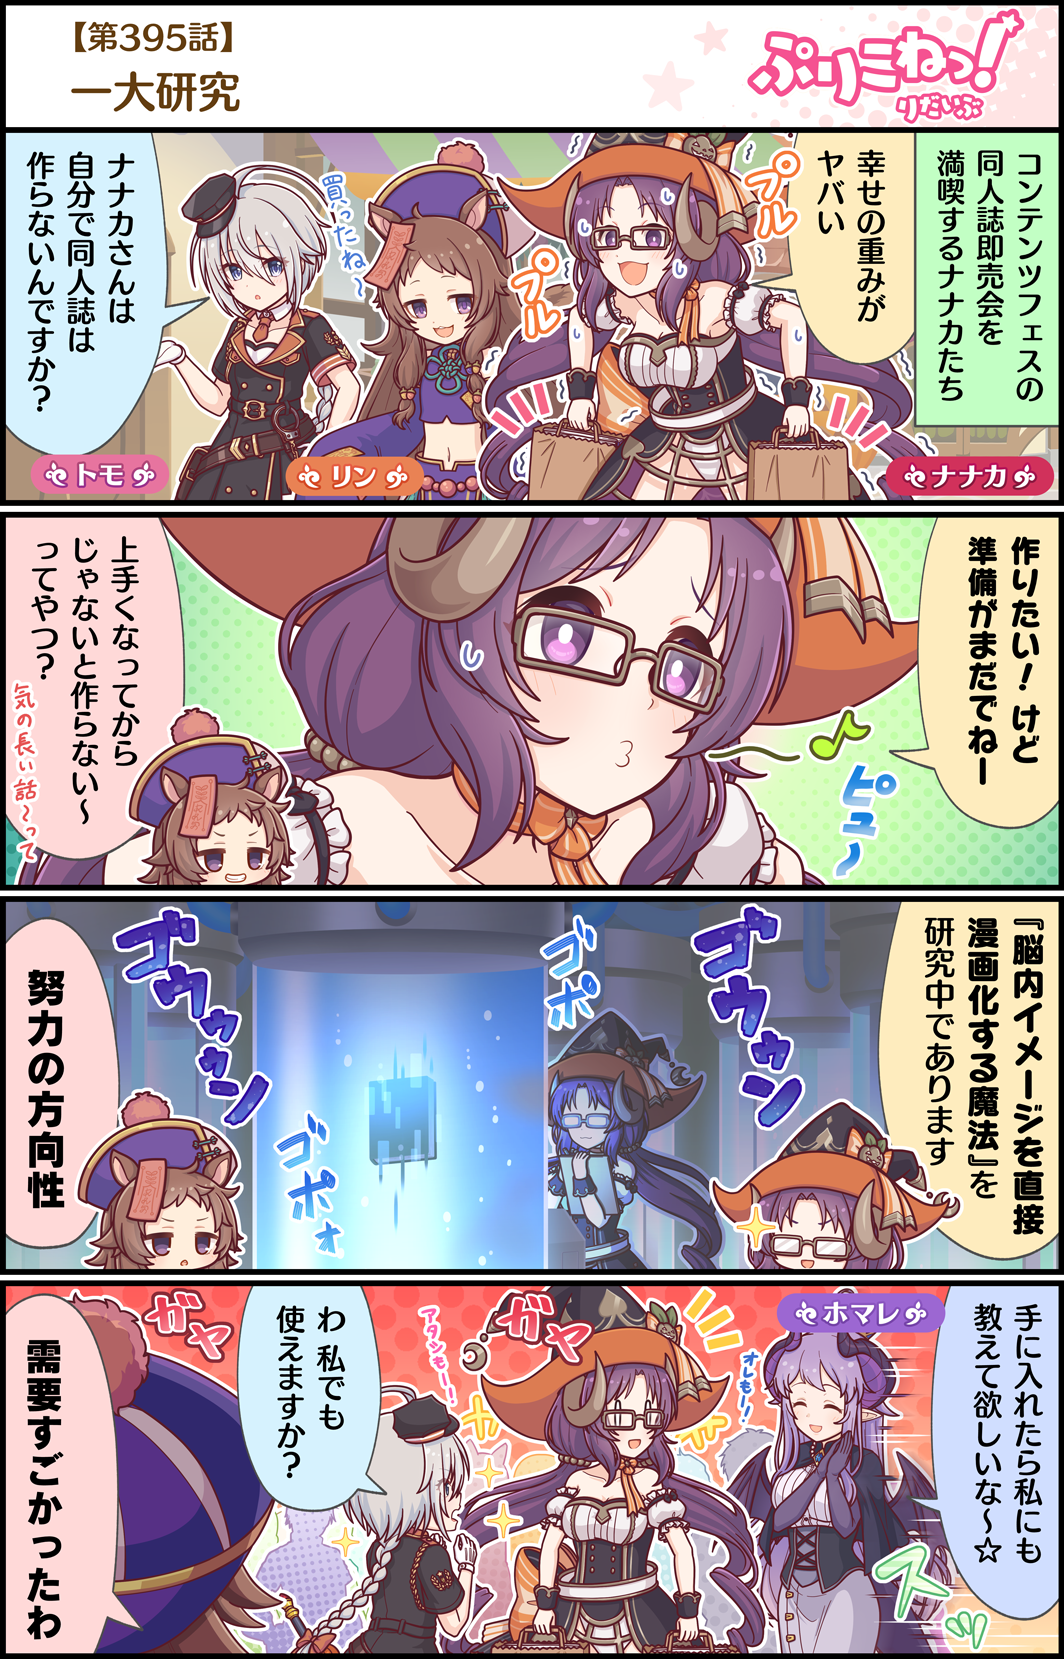 【第395話】
一大研究
ぷりこねっ!
りだいぶ
コンテンツフェスの
同人誌即売会を
満喫するナナカたち
幸せの重みが
ヤバい
プル
プル
買ったね~
ナナカさんは
自分で同人誌は
作らないんですか？
トモ
リン
ナナカ
作りたい！けど
準備がまだでねー
ピュ〜
上手くなってから
じゃないと作らない〜
ってやつ？
気の長い話〜って
『脳内イメージを直接
漫画化する魔法』を
研究中であります
ゴウゥゥン
ゴポ
ゴウゥゥン
ゴポォ
努力の方向性
手に入れたら私にも
教えて欲しいな〜☆
ホマレ
オレもー!!
スッ
ガヤ
アタシもー!!
わ 私でも
使えますか？
ガヤ
需要すごかったわ